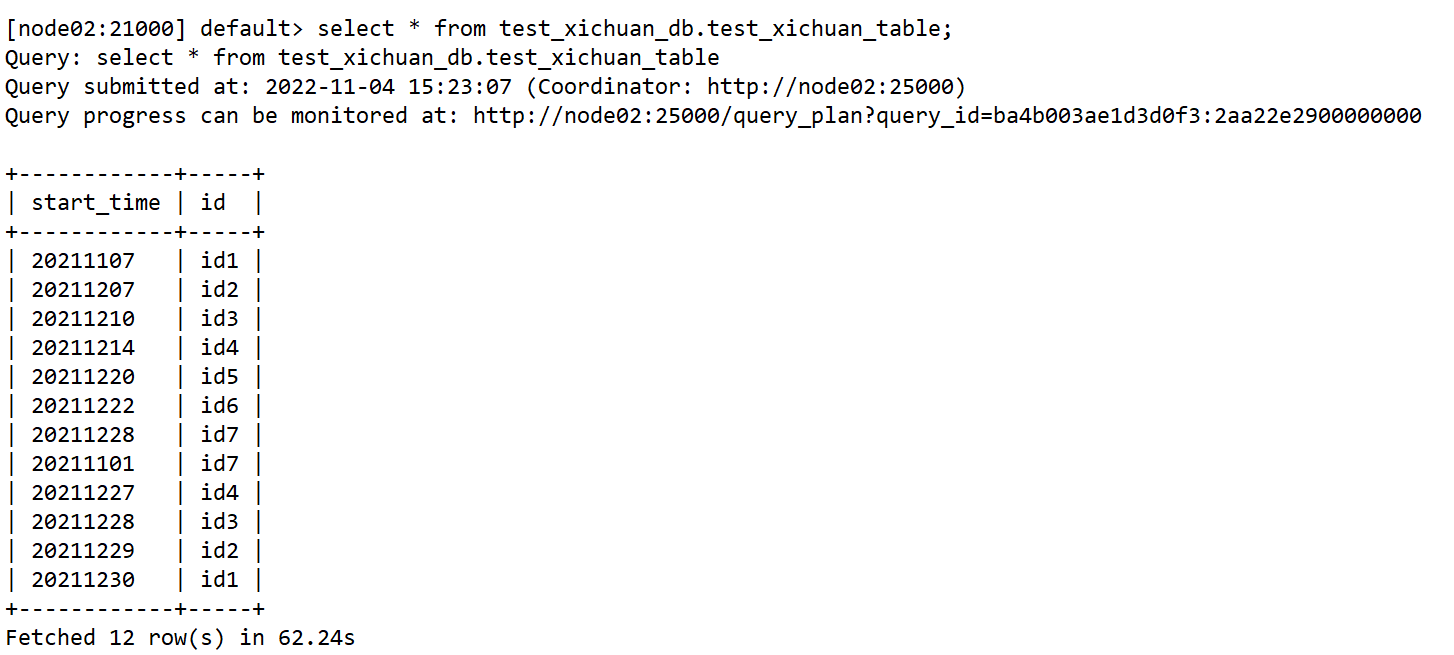 [node02:21000] default> select * from test_xichuan_db.test_xichuan_table;
Query: select * from test_xichuan_db.test_xichuan_table
Query submitted at: 2022-11-04 15:23:07 (Coordinator: http://node02:25000)
Query progress can be monitored at: http://node02:25000/query_plan?query_id=ba4b003ae1d3d0f3:2aa22e2900000000
+------------+-----+
| start_time | id  |
+------------+-----+
| 20211107   | id1 |
| 20211207   | id2 |
| 20211210   | id3 |
| 20211214   | id4 |
| 20211220   | id5 |
| 20211222   | id6 |
| 20211228   | id7 |
| 20211101   | id7 |
| 20211227   | id4 |
| 20211228   | id3 |
| 20211229   | id2 |
| 20211230   | id1 |
+------------+-----+
Fetched 12 row(s) in 62.24s